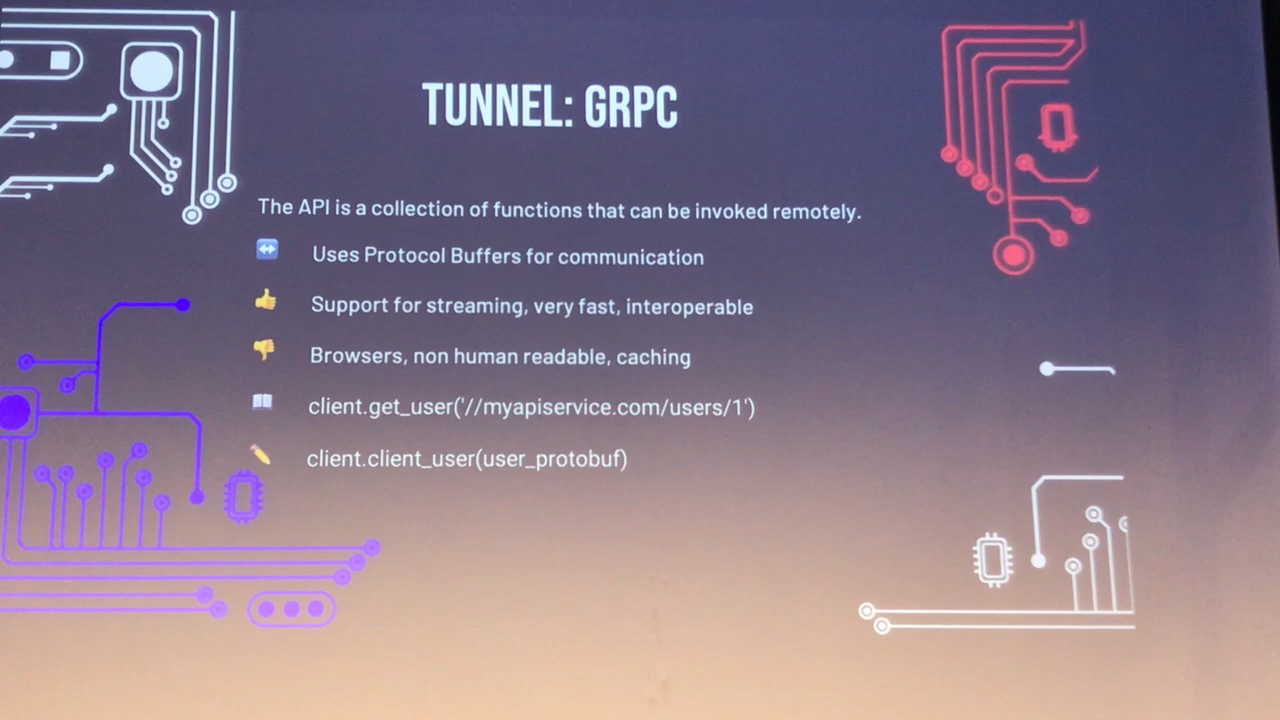 TUNNEL: GRPC
The API is a collection of functions that can be invoked remotely.
↔️ Uses Protocol Buffers for communication
👍 Support for streaming, very fast, interoperable
👎 Browsers, non human readable, caching
📖 client.get_user('//myapiservice.com/users/1')
✏️ client.client_user(user_protobuf)